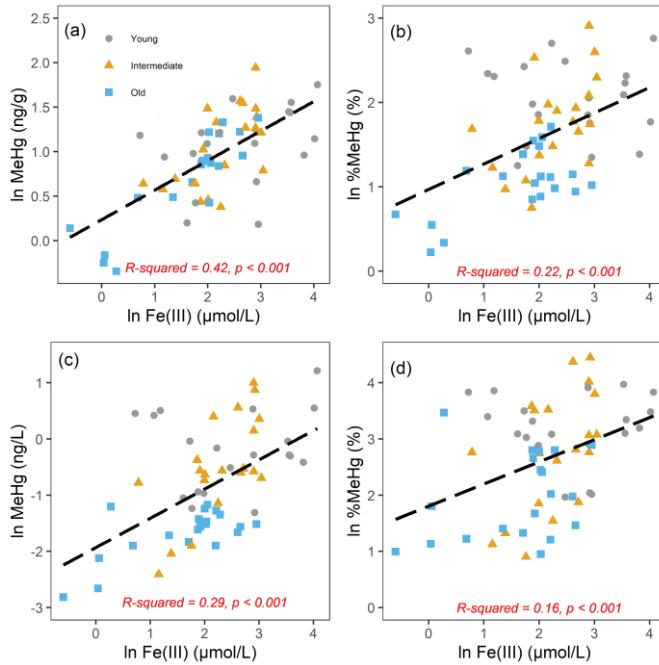 (a)
Young
Intermediate
Old
ln MeHg (ng/g)
2.5
2.0
1.5
1.0
0.5
0.0
0 1 2 3 4
R-squared = 0.42, p < 0.001
ln Fe(III) (µmol/L)
(b)
ln %MeHg (%)
3
2
1
0
0 1 2 3 4
R-squared = 0.22, p < 0.001
ln Fe(III) (µmol/L)
(c)
ln MeHg (ng/L)
1
0
-1
-2
-3
0 1 2 3 4
R-squared = 0.29, p < 0.001
ln Fe(III) (µmol/L)
(d)
ln %MeHg (%)
4
3
2
1
0
0 1 2 3 4
R-squared = 0.16, p < 0.001
ln Fe(III) (µmol/L)